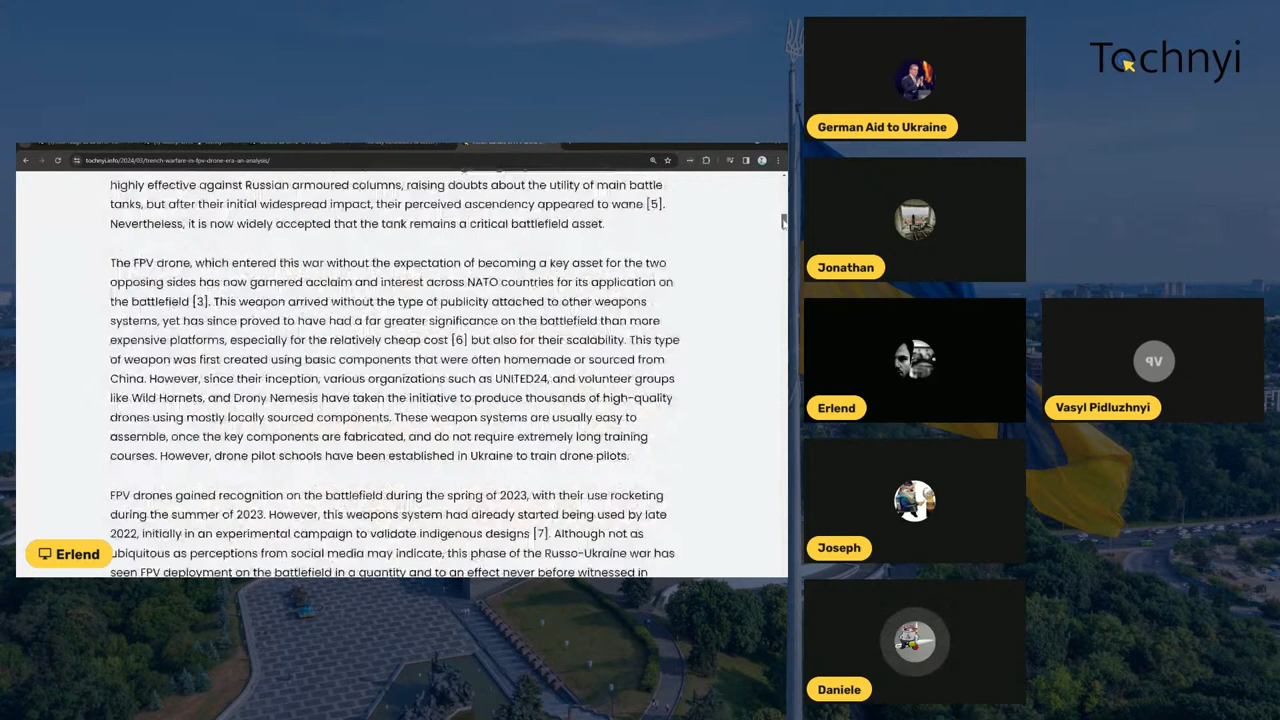 tochnyi.info/2024/03/trench-warfare-in-fpv-drone-era-an-analysis/
highly effective against Russian armoured columns, raising doubts about the utility of main battle
tanks, but after their initial widespread impact, their perceived ascendency appeared to wane [5].
Nevertheless, it is now widely accepted that the tank remains a critical battlefield asset.
The FPV drone, which entered this war without the expectation of becoming a key asset for the two
opposing sides has now garnered acclaim and interest across NATO countries for its application on
the battlefield [3]. This weapon arrived without the type of publicity attached to other weapons
systems, yet has since proved to have had a far greater significance on the battlefield than more
expensive platforms, especially for the relatively cheap cost [6] but also for their scalability. This type
of weapon was first created using basic components that were often homemade or sourced from
China. However, since their inception, various organizations such as UNITED24, and volunteer groups
like Wild Hornets, and Drony Nemesis have taken the initiative to produce thousands of high-quality
drones using mostly locally sourced components. These weapon systems are usually easy to
assemble, once the key components are fabricated, and do not require extremely long training
courses. However, drone pilot schools have been established in Ukraine to train drone pilots.
FPV drones gained recognition on the battlefield during the spring of 2023, with their use rocketing
during the summer of 2023. However, this weapons system had already started being used by late
2022, initially in an experimental campaign to validate indigenous designs [7]. Although not as
ubiquitous as perceptions from social media may indicate, this phase of the Russo-Ukraine war has
seen FPV deployment on the battlefield in a quantity and to an effect never before witnessed in
Erlend
German Aid to Ukraine
Jonathan
Erlend
Joseph
Daniele
VP
Vasyl Pidluzhnyi
Tochnyi